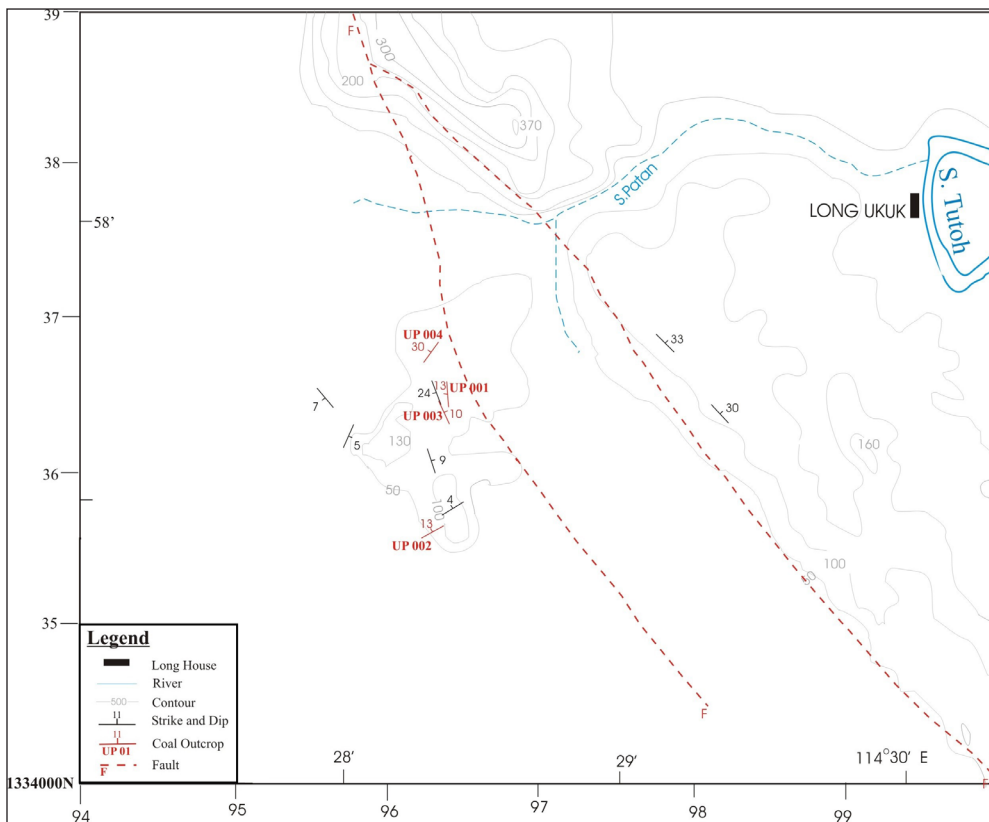 39
F
300
200
370
38
S.Patan
S. Tutoh
LONG UKUK
58'
37
UP 004
30
33
13
UP 001
24
7
UP 003
10
30
5
130
160
9
36
50
100
4
13
UP 002
100
50
35
Legend
Long House
River
500
Contour
11
Strike and Dip
11
UP 01
Coal Outcrop
F
Fault
F
28'
29'
114°30' E
1334000N
F
94
95
96
97
98
99